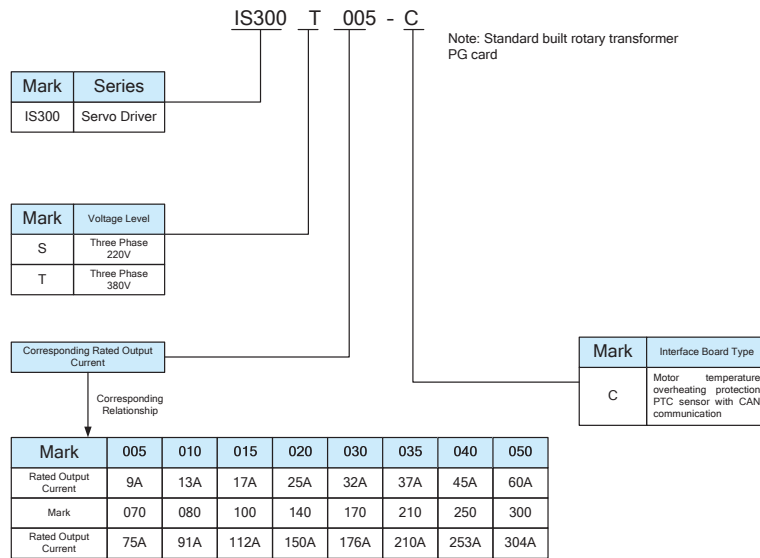 IS300 T 005 - C
Note: Standard built rotary transformer
PG card
Mark Series
IS300 Servo Driver
Mark Voltage Level
S Three Phase
220V
T Three Phase
380V
Corresponding Rated Output
Current
Corresponding
Relationship
Mark Interface Board Type
C Motor temperature
overheating protection
PTC sensor with CAN
communication
Mark 005 010 015 020 030 035 040 050
Rated Output
Current 9A 13A 17A 25A 32A 37A 45A 60A
Mark 070 080 100 140 170 210 250 300
Rated Output
Current 75A 91A 112A 150A 176A 210A 253A 304A